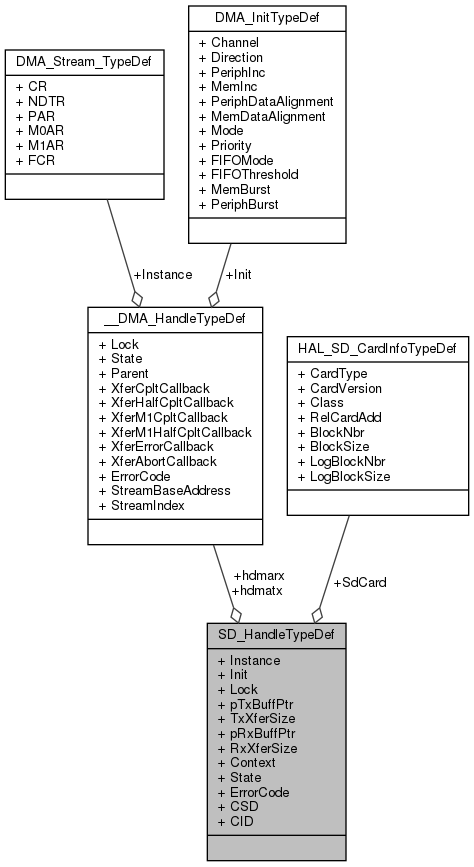 DMA_InitTypeDef
+ Channel
+ Direction
+ PeriphInc
+ MemInc
+ PeriphDataAlignment
+ MemDataAlignment
+ Mode
+ Priority
+ FIFOMode
+ FIFOThreshold
+ MemBurst
+ PeriphBurst
DMA_Stream_TypeDef
+ CR
+ NDTR
+ PAR
+ M0AR
+ M1AR
+ FCR
+Instance
+Init
__DMA_HandleTypeDef
+ Lock
+ State
+ Parent
+ XferCpltCallback
+ XferHalfCpltCallback
+ XferM1CpltCallback
+ XferM1HalfCpltCallback
+ XferErrorCallback
+ XferAbortCallback
+ ErrorCode
+ StreamBaseAddress
+ StreamIndex
HAL_SD_CardInfoTypeDef
+ CardType
+ CardVersion
+ Class
+ RelCardAdd
+ BlockNbr
+ BlockSize
+ LogBlockNbr
+ LogBlockSize
+hdmarx
+hdmatx
+SdCard
SD_HandleTypeDef
+ Instance
+ Init
+ Lock
+ pTxBuffPtr
+ TxXferSize
+ pRxBuffPtr
+ RxXferSize
+ Context
+ State
+ ErrorCode
+ CSD
+ CID